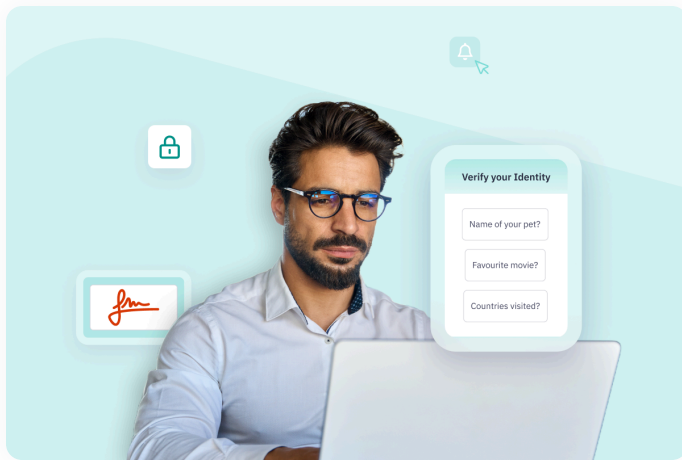 Verify your Identity
Name of your pet?
Favourite movie?
Countries visited?